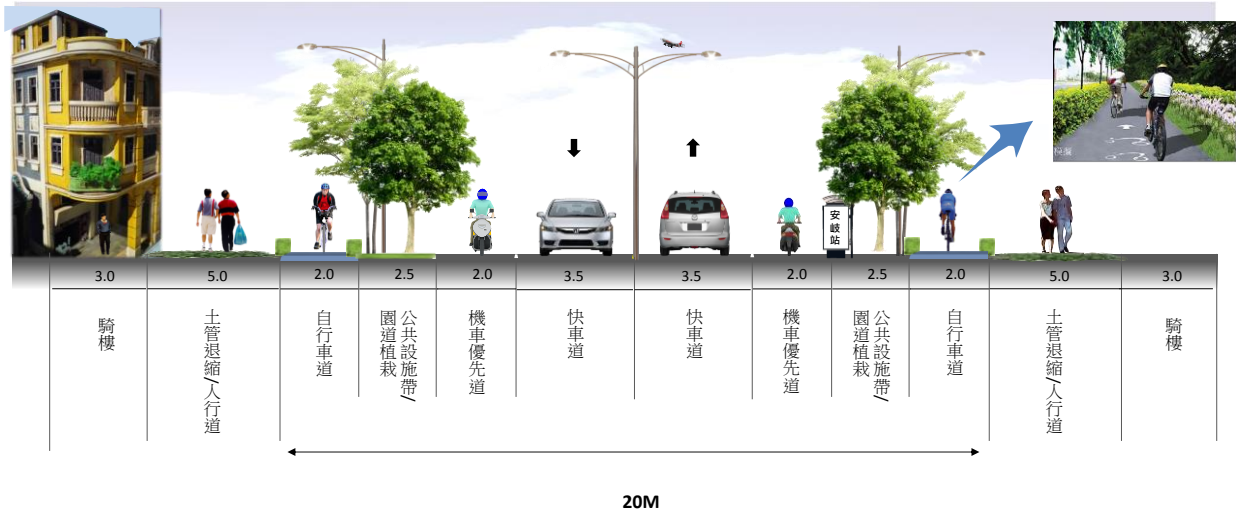 安岐站
3.0
5.0
2.0
2.5
2.0
3.5
3.5
2.0
2.5
2.0
5.0
3.0
騎樓
土管退縮/人行道
自行車道
公共設施帶/
園道植栽
機車優先道
快車道
快車道
機車優先道
公共設施帶/
園道植栽
自行車道
土管退縮/人行道
騎樓
20M